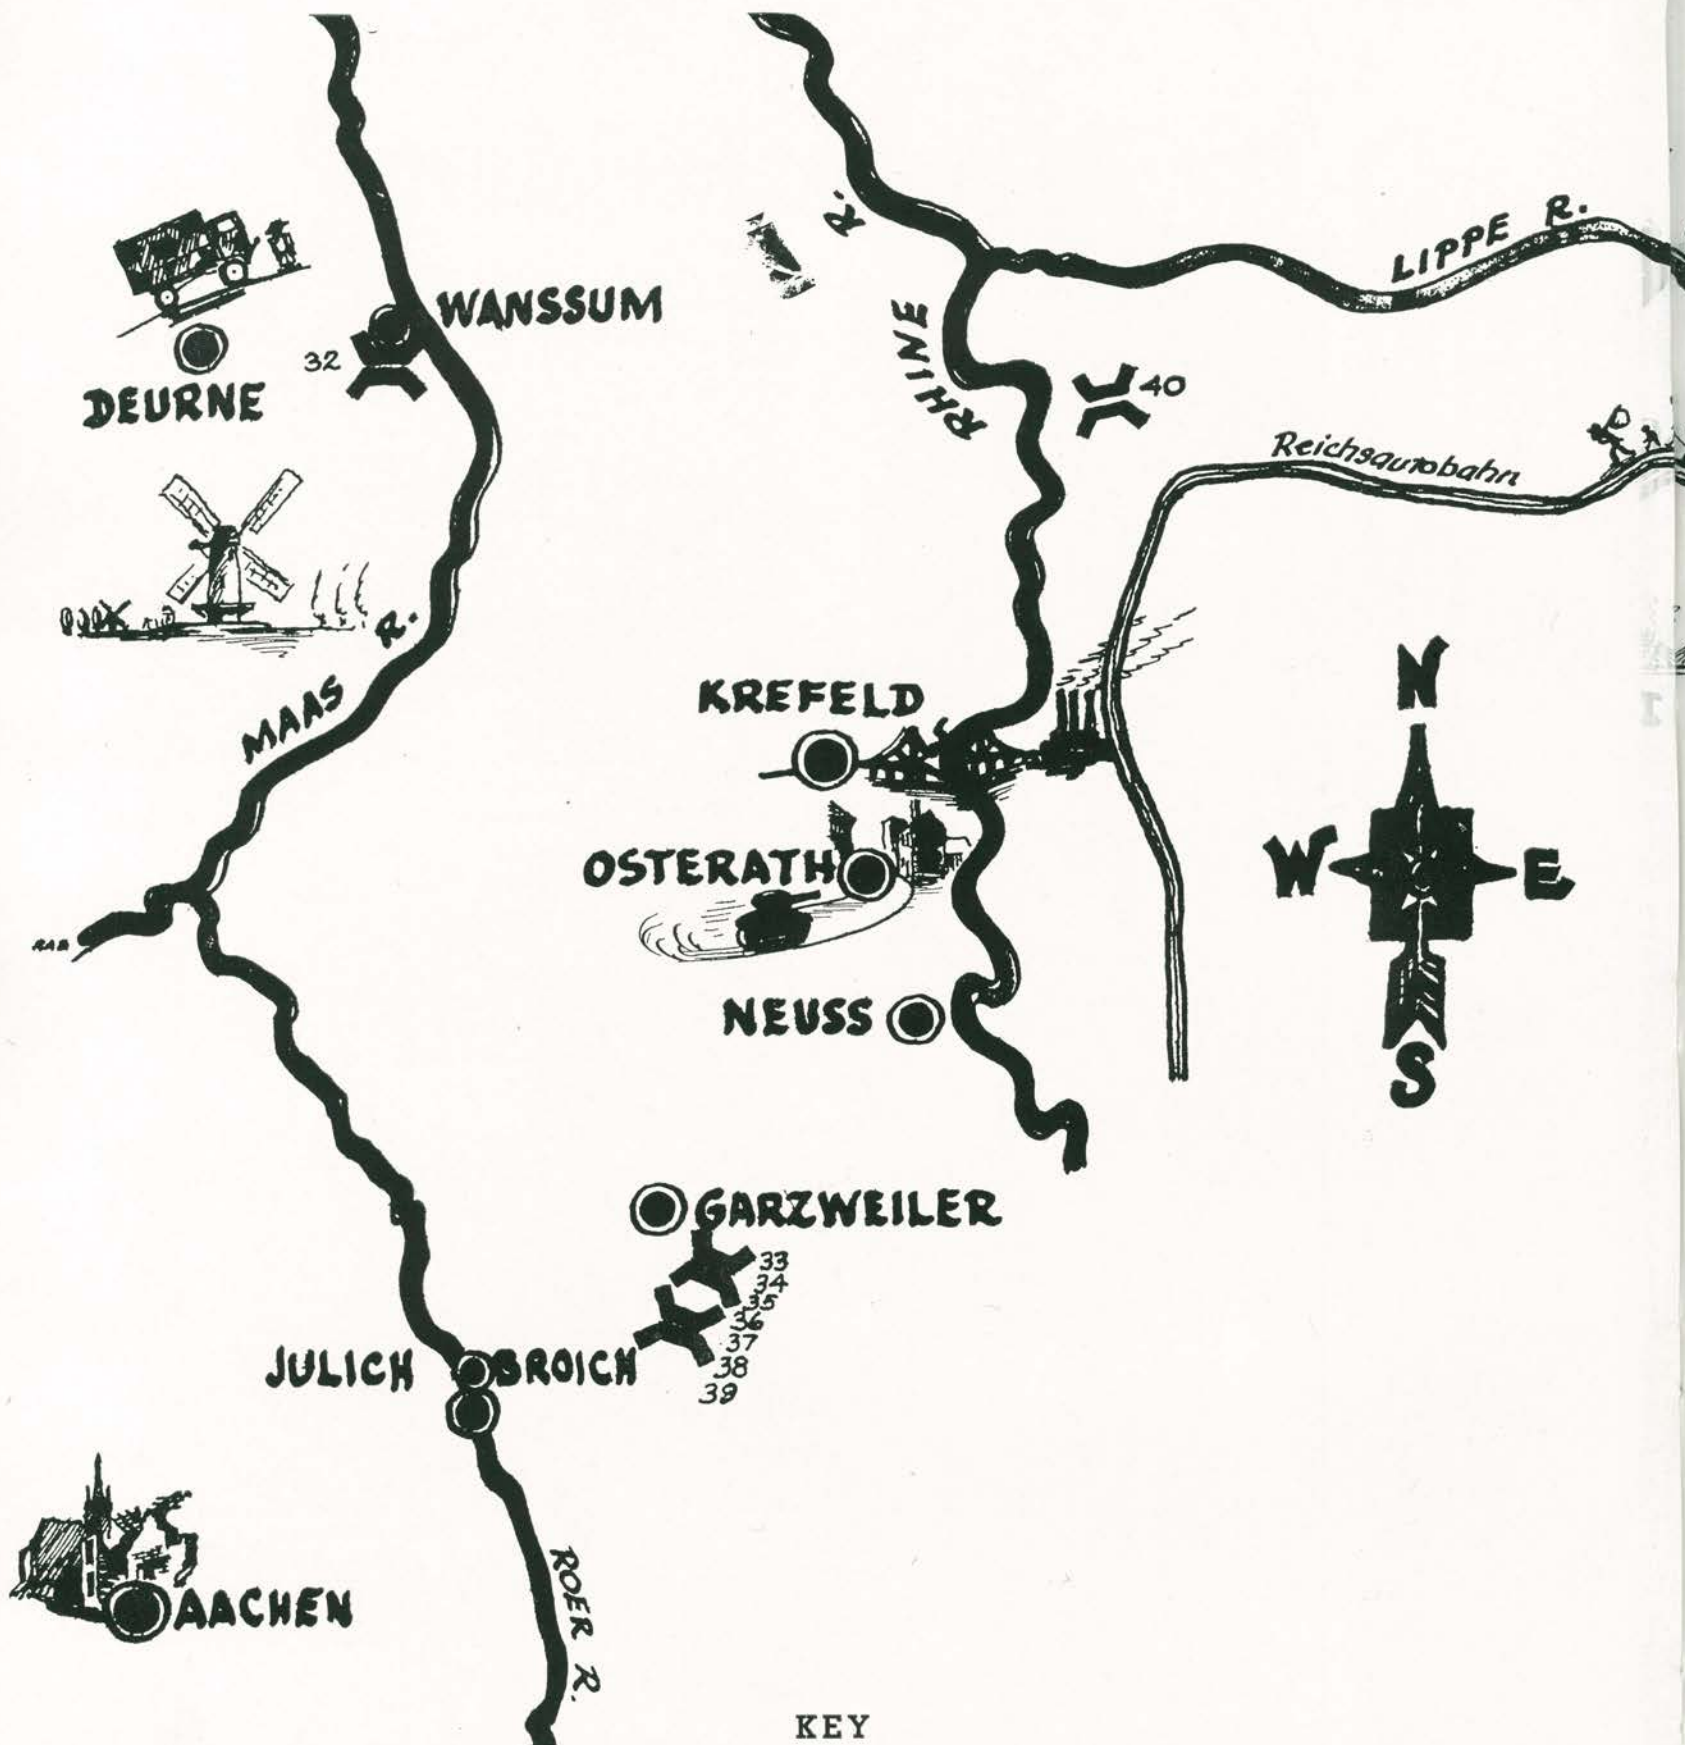 R.
LIPPE R.
WANSSUM
RHINE
32
DEURNE
40
Reichsautobahn
R.
MAAS
N
KREFELD
W
E
OSTERATH
RAB
NEUSS
S
GARZWEILER
33
34
35
36
37
38
39
JULICH
BROICH
AACHEN
ROER R.
KEY